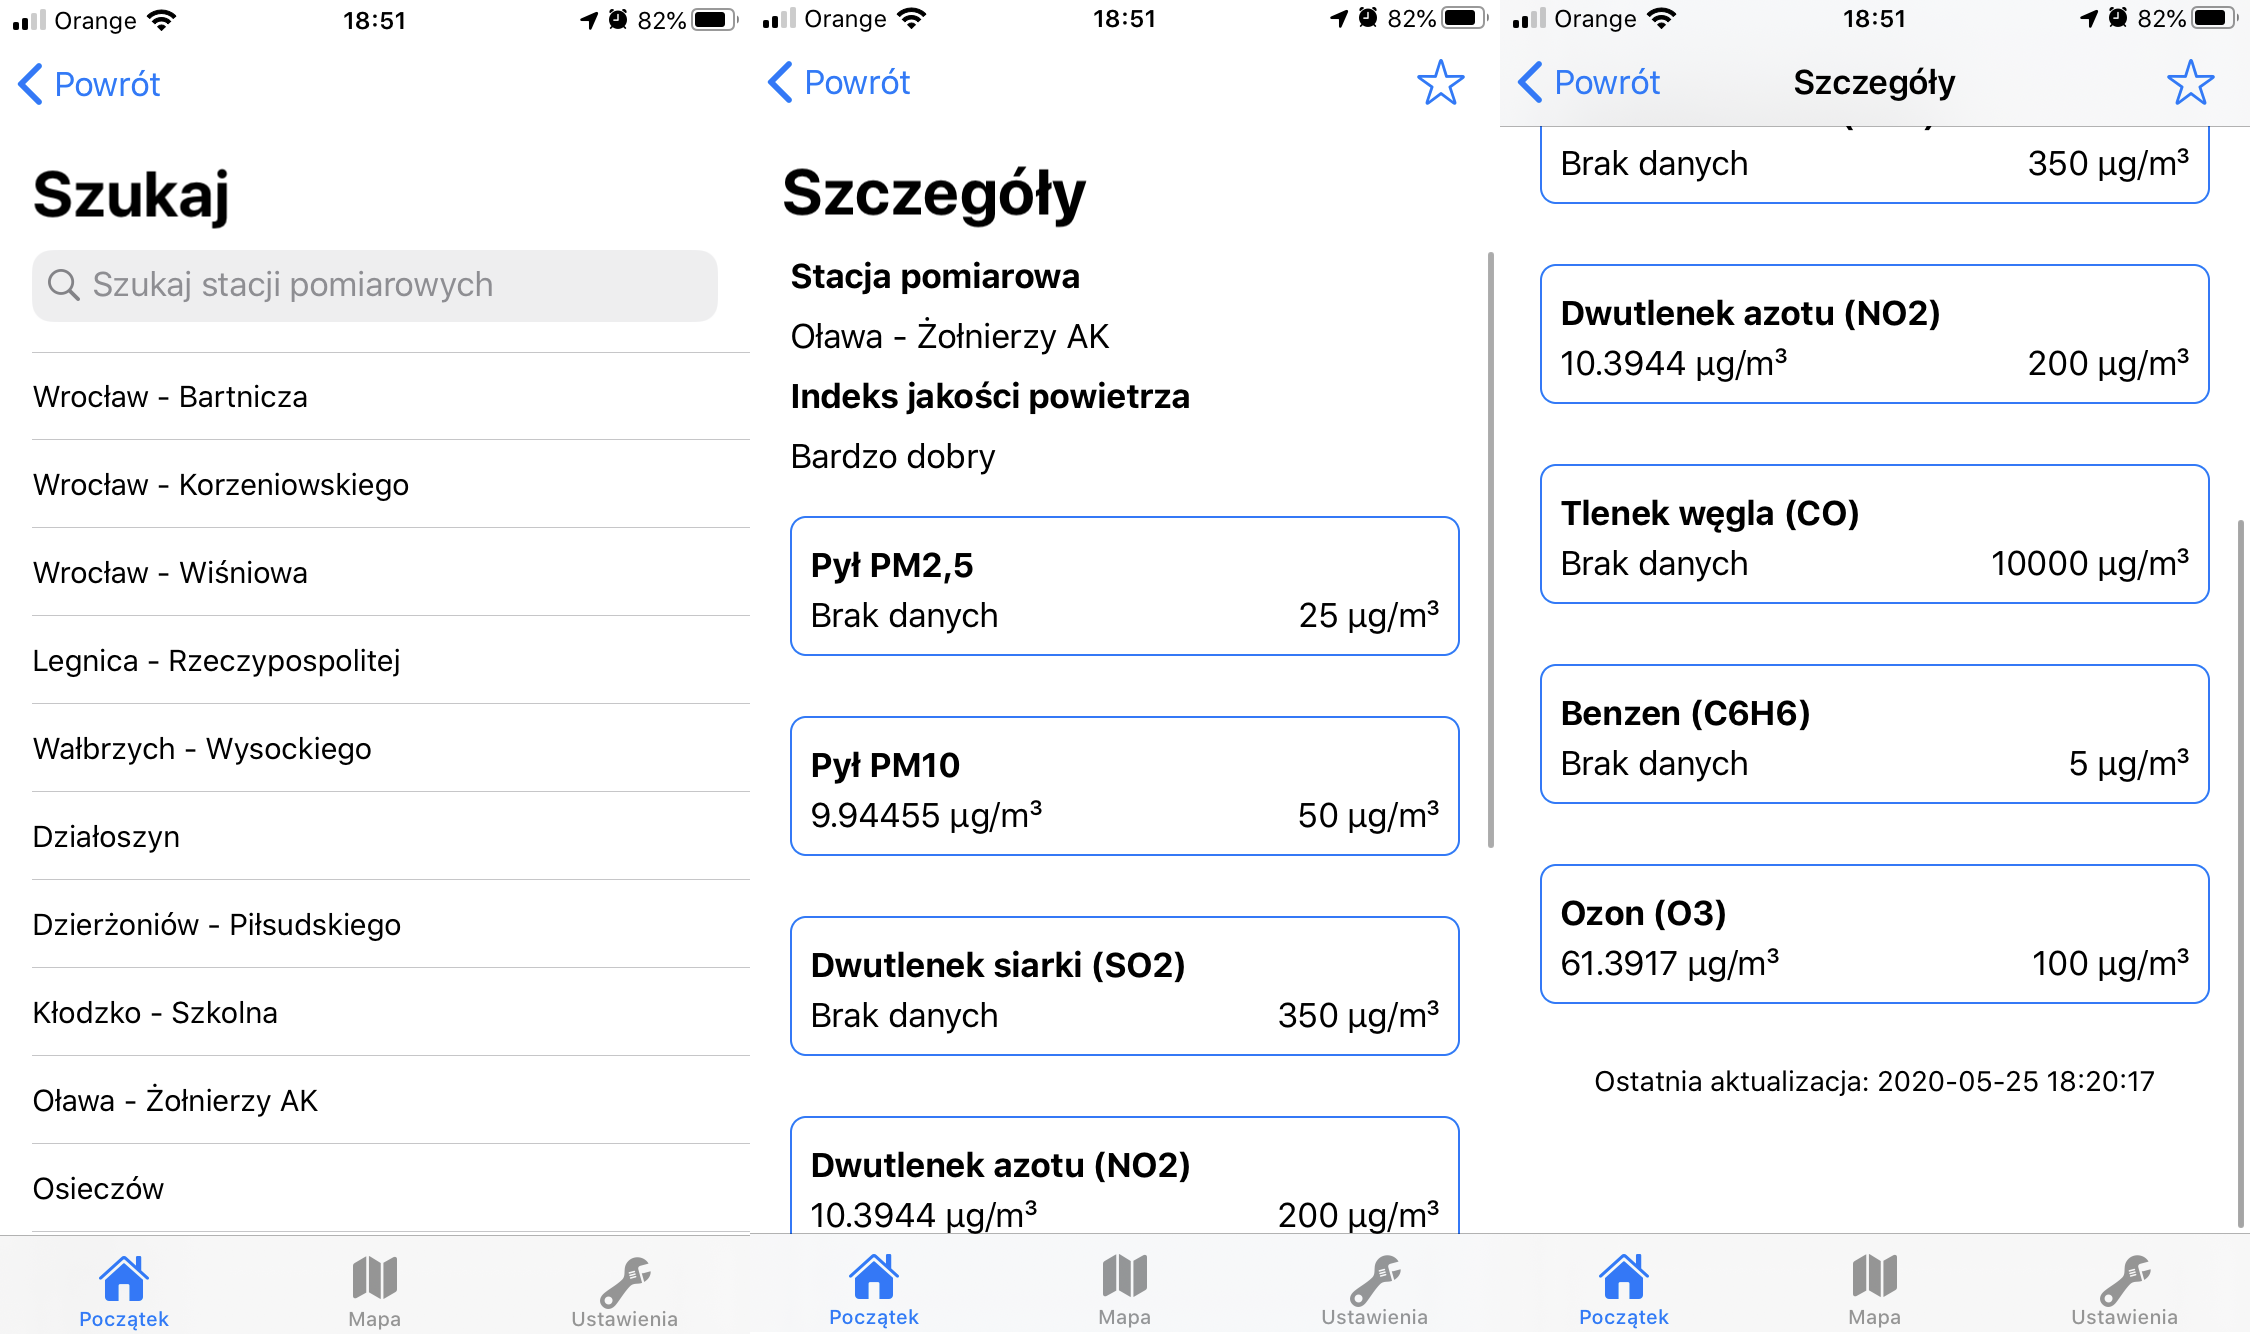 Orange 18:51 82%
Powrót
Szukaj
Szukaj stacji pomiarowych
Wrocław - Bartnicza
Wrocław - Korzeniowskiego
Wrocław - Wiśniowa
Legnica - Rzeczypospolitej
Wałbrzych - Wysockiego
Działoszyn
Dzierżoniów - Piłsudskiego
Kłodzko - Szkolna
Oława - Żołnierzy AK
Osieczów
Początek Mapa Ustawienia
Orange 18:51 82%
Powrót
Szczegóły
Stacja pomiarowa
Oława - Żołnierzy AK
Indeks jakości powietrza
Bardzo dobry
Pył PM2,5
Brak danych 25 µg/m³
Pył PM10
9.94455 µg/m³ 50 µg/m³
Dwutlenek siarki (SO2)
Brak danych 350 µg/m³
Dwutlenek azotu (NO2)
10.3944 µg/m³ 200 µg/m³
Początek Mapa Ustawienia
Orange 18:51 82%
Powrót Szczegóły
Brak danych 350 µg/m³
Dwutlenek azotu (NO2)
10.3944 µg/m³ 200 µg/m³
Tlenek węgla (CO)
Brak danych 10000 µg/m³
Benzen (C6H6)
Brak danych 5 µg/m³
Ozon (O3)
61.3917 µg/m³ 100 µg/m³
Ostatnia aktualizacja: 2020-05-25 18:20:17
Początek Mapa Ustawienia